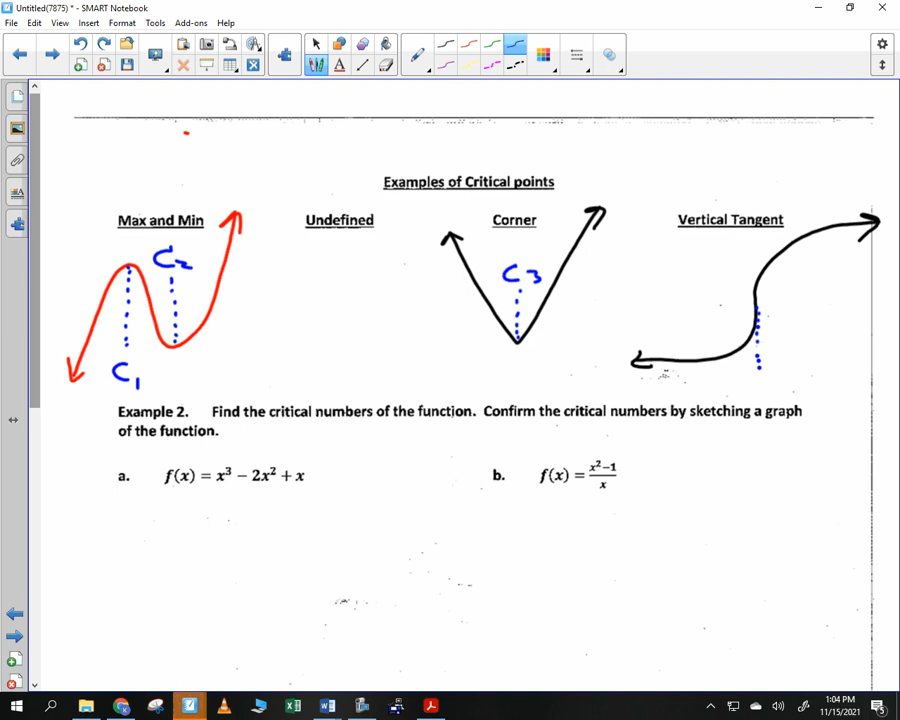 Untitled(7875) * - SMART Notebook
File Edit View Insert Format Tools Add-ons Help
Examples of Critical points
Max and Min Undefined Corner Vertical Tangent
C2
C3
C1
Example 2. Find the critical numbers of the function. Confirm the critical numbers by sketching a graph
of the function.
a. f(x) = x³ − 2x² + x b. f(x) = x²−1/x
1:04 PM
11/15/2021
5